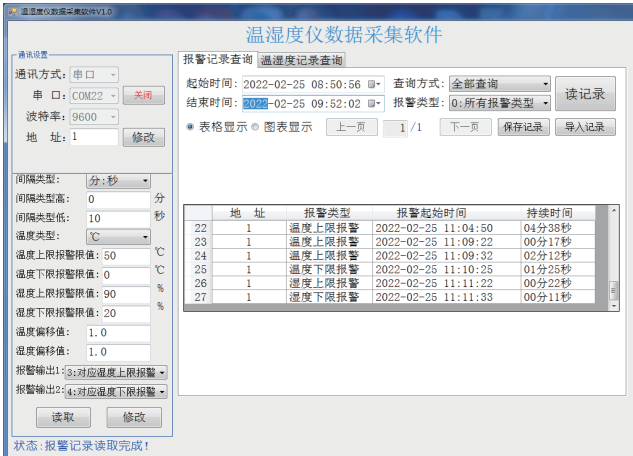 温湿度仪数据采集软件V1.0
温湿度仪数据采集软件
通讯设置
通讯方式: 串口
串 口: COM22 关闭
波特率: 9600
地 址: 1 修改
间隔类型: 分:秒
间隔类型高: 0 分
间隔类型低: 10 秒
温度类型: ℃
温度上限报警限值: 50 ℃
温度下限报警限值: 0 ℃
湿度上限报警限值: 90 %
湿度下限报警限值: 20 %
温度偏移值: 1.0
湿度偏移值: 1.0
报警输出1: 3:对应湿度上限报警
报警输出2: 4:对应湿度下限报警
读取 修改
状态:报警记录读取完成!
报警记录查询 温湿度记录查询
起始时间: 2022-02-25 08:50:56 查询方式: 全部查询
结束时间: 2022-02-25 09:52:02 报警类型: 0:所有报警类型 读记录
表格显示 图表显示 上一页 1 /1 下一页 保存记录 导入记录
地 址 报警类型 报警起始时间 持续时间
22 1 温度上限报警 2022-02-25 11:04:50 04分38秒
23 1 温度上限报警 2022-02-25 11:09:22 00分17秒
24 1 温度上限报警 2022-02-25 11:09:32 02分12秒
25 1 温度下限报警 2022-02-25 11:10:25 01分25秒
26 1 湿度上限报警 2022-02-25 11:11:22 00分22秒
27 1 湿度下限报警 2022-02-25 11:11:33 00分11秒